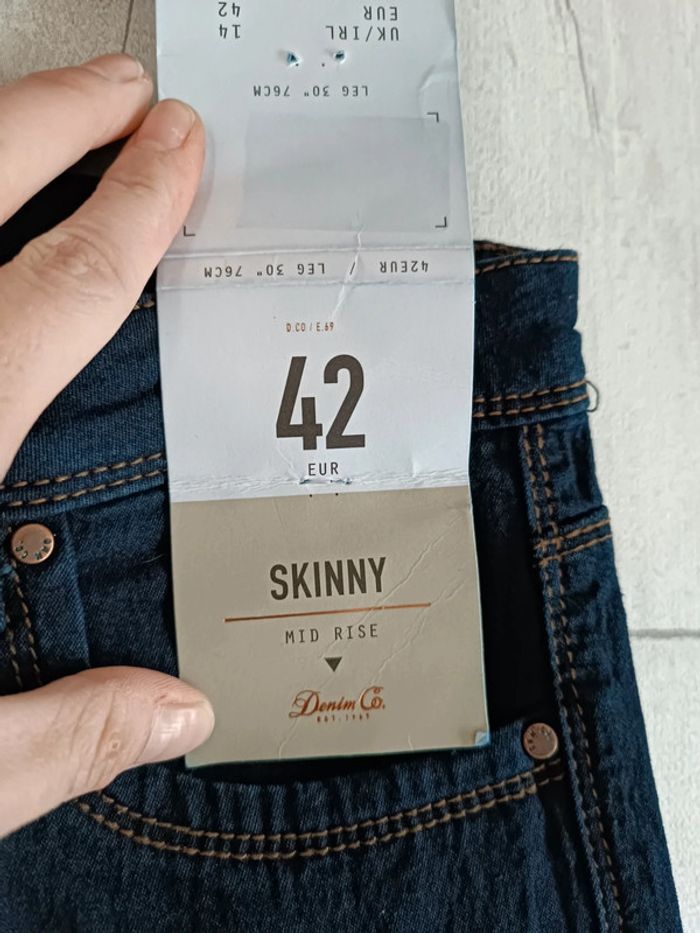 UK/IRL 14
EUR 42
LEG 30" 76CM
42EUR / LEG 30" 76CM
D.CO / E.69
42
EUR
SKINNY
MID RISE
Denim Co.
EST. 1969